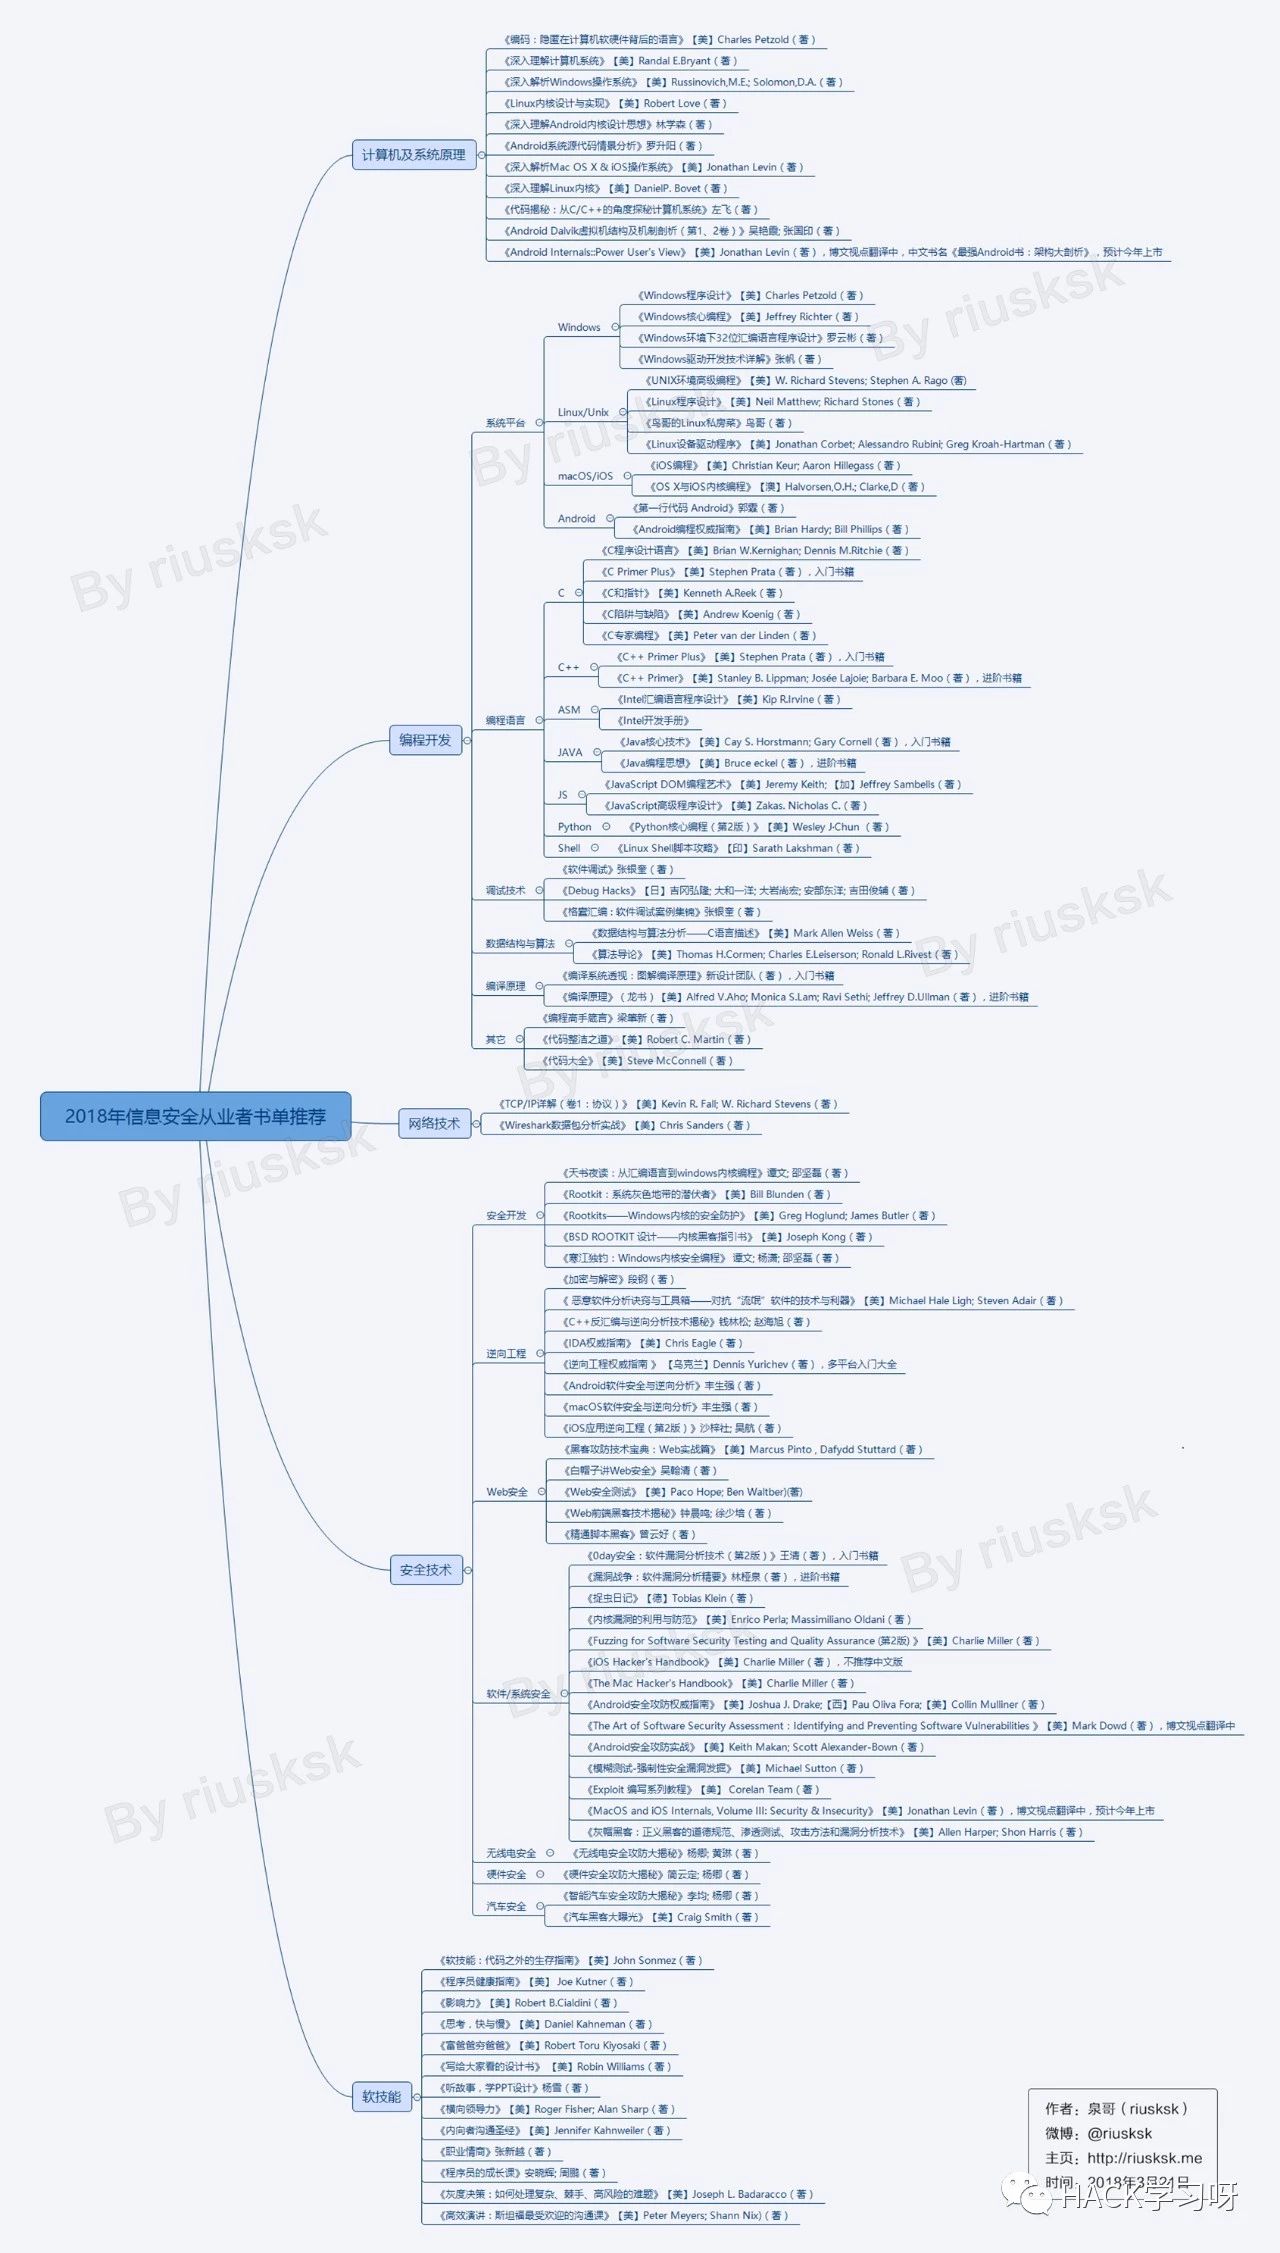 《编码：隐匿在计算机软硬件背后的语言》【美】Charles Petzold（著）
《深入理解计算机系统》【美】Randal E.Bryant（著）
《深入解析Windows操作系统》【美】Russinovich,M.E.; Solomon,D.A.（著）
《Linux内核设计与实现》【美】Robert Love（著）
《深入理解Android内核设计思想》林学森（著）
计算机及系统原理
《Android系统源代码情景分析》罗升阳（著）
《深入解析Mac OS X & iOS操作系统》【美】Jonathan Levin（著）
《深入理解Linux内核》【美】DanielP. Bovet（著）
《代码揭秘：从C/C++的角度探秘计算机系统》左飞（著）
《Android Dalvik虚拟机结构及机制剖析（第1、2卷）》吴艳霞; 张国印（著）
《Android Internals::Power User's View》【美】Jonathan Levin（著），博文视点翻译中，中文书名《最强Android书：架构大剖析》，预计今年上市
编程开发
系统平台
Windows
《Windows程序设计》【美】Charles Petzold（著）
《Windows核心编程》【美】Jeffrey Richter（著）
《Windows环境下32位汇编语言程序设计》罗云彬（著）
《Windows驱动开发技术详解》张帆（著）
Linux/Unix
《UNIX环境高级编程》【美】W. Richard Stevens; Stephen A. Rago (著)
《Linux程序设计》【美】Neil Matthew; Richard Stones（著）
《鸟哥的Linux私房菜》鸟哥（著）
《Linux设备驱动程序》【美】Jonathan Corbet; Alessandro Rubini; Greg Kroah-Hartman（著）
macOS/iOS
《iOS编程》【美】Christian Keur; Aaron Hillegass（著）
《OS X与iOS内核编程》【澳】Halvorsen,O.H.; Clarke,D（著）
Android
《第一行代码 Android》郭霖（著）
《Android编程权威指南》【美】Brian Hardy; Bill Phillips（著）
编程语言
C
《C程序设计语言》【美】Brian W.Kernighan; Dennis M.Ritchie（著）
《C Primer Plus》【美】Stephen Prata（著），入门书籍
《C和指针》【美】Kenneth A.Reek（著）
《C陷阱与缺陷》【美】Andrew Koenig（著）
《C专家编程》【美】Peter van der Linden（著）
C++
《C++ Primer Plus》【美】Stephen Prata（著），入门书籍
《C++ Primer》【美】Stanley B. Lippman; Josée Lajoie; Barbara E. Moo（著），进阶书籍
ASM
《Intel汇编语言程序设计》【美】Kip R.Irvine（著）
《Intel开发手册》
JAVA
《Java核心技术》【美】Cay S. Horstmann; Gary Cornell（著），入门书籍
《Java编程思想》【美】Bruce eckel（著），进阶书籍
JS
《JavaScript DOM编程艺术》【美】Jeremy Keith; 【加】Jeffrey Sambells（著）
《JavaScript高级程序设计》【美】Zakas. Nicholas C.（著）
Python
《Python核心编程（第2版）》【美】Wesley J·Chun （著）
Shell
《Linux Shell脚本攻略》【印】Sarath Lakshman（著）
调试技术
《软件调试》张银奎（著）
《Debug Hacks》【日】吉冈弘隆; 大和一洋; 大岩尚宏; 安部东洋; 吉田俊辅（著）
《格蠹汇编：软件调试案例集锦》张银奎（著）
数据结构与算法
《数据结构与算法分析——C语言描述》【美】Mark Allen Weiss（著）
《算法导论》【美】Thomas H.Cormen; Charles E.Leiserson; Ronald L.Rivest（著）
编译原理
《编译系统透视：图解编译原理》新设计团队（著），入门书籍
《编译原理》（龙书）【美】Alfred V.Aho; Monica S.Lam; Ravi Sethi; Jeffrey D.Ullman（著），进阶书籍
其它
《编程高手箴言》梁肇新（著）
《代码整洁之道》【美】Robert C. Martin（著）
《代码大全》【美】Steve McConnell（著）
2018年信息安全从业者书单推荐
网络技术
《TCP/IP详解（卷1：协议）》【美】Kevin R. Fall; W. Richard Stevens（著）
《Wireshark数据包分析实战》【美】Chris Sanders（著）
安全技术
安全开发
《天书夜读：从汇编语言到windows内核编程》谭文; 邵坚磊（著）
《Rootkit：系统灰色地带的潜伏者》【美】Bill Blunden（著）
《Rootkits——Windows内核的安全防护》【美】Greg Hoglund; James Butler（著）
《BSD ROOTKIT 设计——内核黑客指引书》【美】Joseph Kong（著）
《寒江独钓：Windows内核安全编程》 谭文; 杨潇; 邵坚磊（著）
逆向工程
《加密与解密》段钢（著）
《 恶意软件分析诀窍与工具箱——对抗“流氓”软件的技术与利器》【美】Michael Hale Ligh; Steven Adair（著）
《C++反汇编与逆向分析技术揭秘》钱林松; 赵海旭（著）
《IDA权威指南》【美】Chris Eagle（著）
《逆向工程权威指南 》【乌克兰】Dennis Yurichev（著），多平台入门大全
《Android软件安全与逆向分析》丰生强（著）
《macOS软件安全与逆向分析》丰生强（著）
《iOS应用逆向工程（第2版）》沙梓社; 吴航（著）
Web安全
《黑客攻防技术宝典：Web实战篇》【美】Marcus Pinto , Dafydd Stuttard（著）
《白帽子讲Web安全》吴翰清（著）
《Web安全测试》【美】Paco Hope; Ben Waltber)(著)
《Web前端黑客技术揭秘》钟晨鸣; 徐少培（著）
《精通脚本黑客》曾云好（著）
软件/系统安全
《0day安全：软件漏洞分析技术（第2版）》王清（著），入门书籍
《漏洞战争：软件漏洞分析精要》林桠泉（著），进阶书籍
《捉虫日记》【德】Tobias Klein（著）
《内核漏洞的利用与防范》【美】Enrico Perla; Massimiliano Oldani（著）
《Fuzzing for Software Security Testing and Quality Assurance (第2版) 》【美】Charlie Miller（著）
《iOS Hacker's Handbook》【美】Charlie Miller（著），不推荐中文版
《The Mac Hacker's Handbook》【美】Charlie Miller（著）
《Android安全攻防权威指南》【美】Joshua J. Drake;【西】Pau Oliva Fora;【美】Collin Mulliner（著）
《The Art of Software Security Assessment：Identifying and Preventing Software Vulnerabilities 》【美】Mark Dowd（著），博文视点翻译中
《Android安全攻防实战》【美】Keith Makan; Scott Alexander-Bown（著）
《模糊测试-强制性安全漏洞发掘》【美】Michael Sutton（著）
《Exploit 编写系列教程》【美】 Corelan Team（著）
《MacOS and iOS Internals, Volume III: Security & Insecurity》【美】Jonathan Levin（著），博文视点翻译中，预计今年上市
《灰帽黑客：正义黑客的道德规范、渗透测试、攻击方法和漏洞分析技术》【美】Allen Harper; Shon Harris（著）
无线电安全
《无线电安全攻防大揭秘》杨卿; 黄琳（著）
硬件安全
《硬件安全攻防大揭秘》简云定; 杨卿（著）
汽车安全
《智能汽车安全攻防大揭秘》李均; 杨卿（著）
《汽车黑客大曝光》【美】Craig Smith（著）
软技能
《软技能：代码之外的生存指南》【美】John Sonmez（著）
《程序员健康指南》【美】 Joe Kutner（著）
《影响力》【美】Robert B.Cialdini（著）
《思考，快与慢》【美】Daniel Kahneman（著）
《富爸爸穷爸爸》【美】Robert Toru Kiyosaki（著）
《写给大家看的设计书》 【美】Robin Williams（著）
《听故事，学PPT设计》杨雪（著）
《横向领导力》【美】Roger Fisher; Alan Sharp（著）
《内向者沟通圣经》【美】Jennifer Kahnweiler（著）
《职业情商》张新越（著）
《程序员的成长课》安晓辉; 周鹏（著）
《灰度决策：如何处理复杂、棘手、高风险的难题》【美】Joseph L. Badaracco（著）
《高效演讲：斯坦福最受欢迎的沟通课》【美】Peter Meyers; Shann Nix)（著）
作者：泉哥（riusksk）
微博：@riusksk
主页：http://riusksk.me
时间：2018年3月24日
HACK学习呀
By riusksk
By riusksk
By riusksk
By riusksk
By riusksk
By riusksk
By riusksk
By riusksk
By riusksk